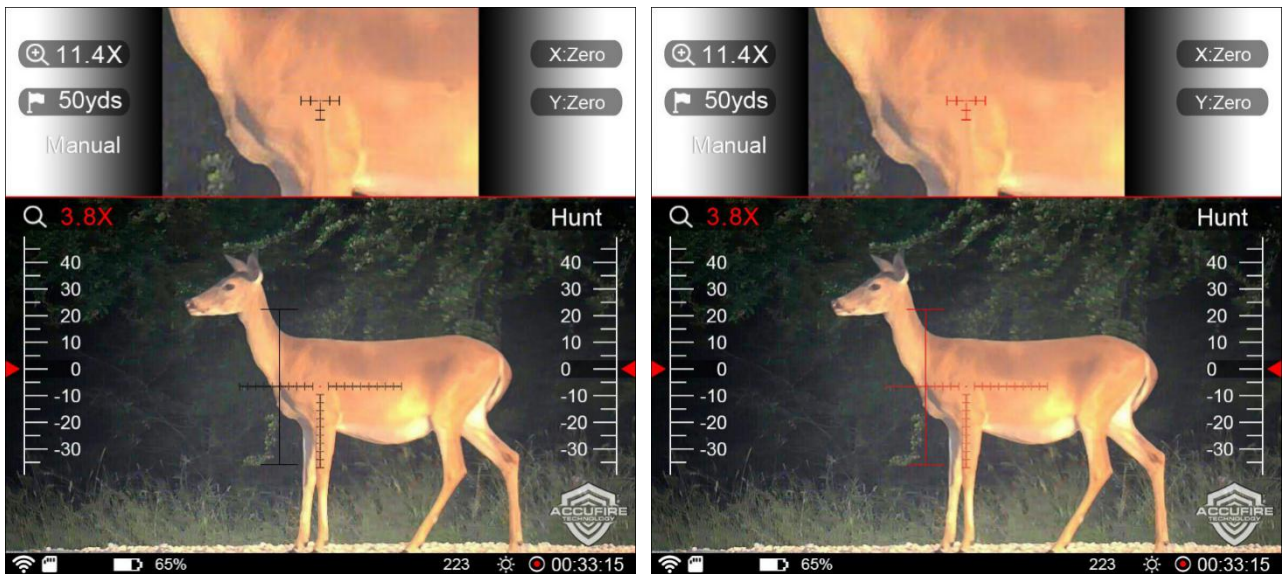 11.4X
X:Zero
50yds
Y:Zero
Manual
3.8X
Hunt
40 40
30 30
20 20
10 10
0 0
-10 -10
-20 -20
-30 -30
ACCUFIRE
TECHNOLOGY
65% 223 00:33:15
11.4X
X:Zero
50yds
Y:Zero
Manual
3.8X
Hunt
40 40
30 30
20 20
10 10
0 0
-10 -10
-20 -20
-30 -30
ACCUFIRE
TECHNOLOGY
65% 223 00:33:15